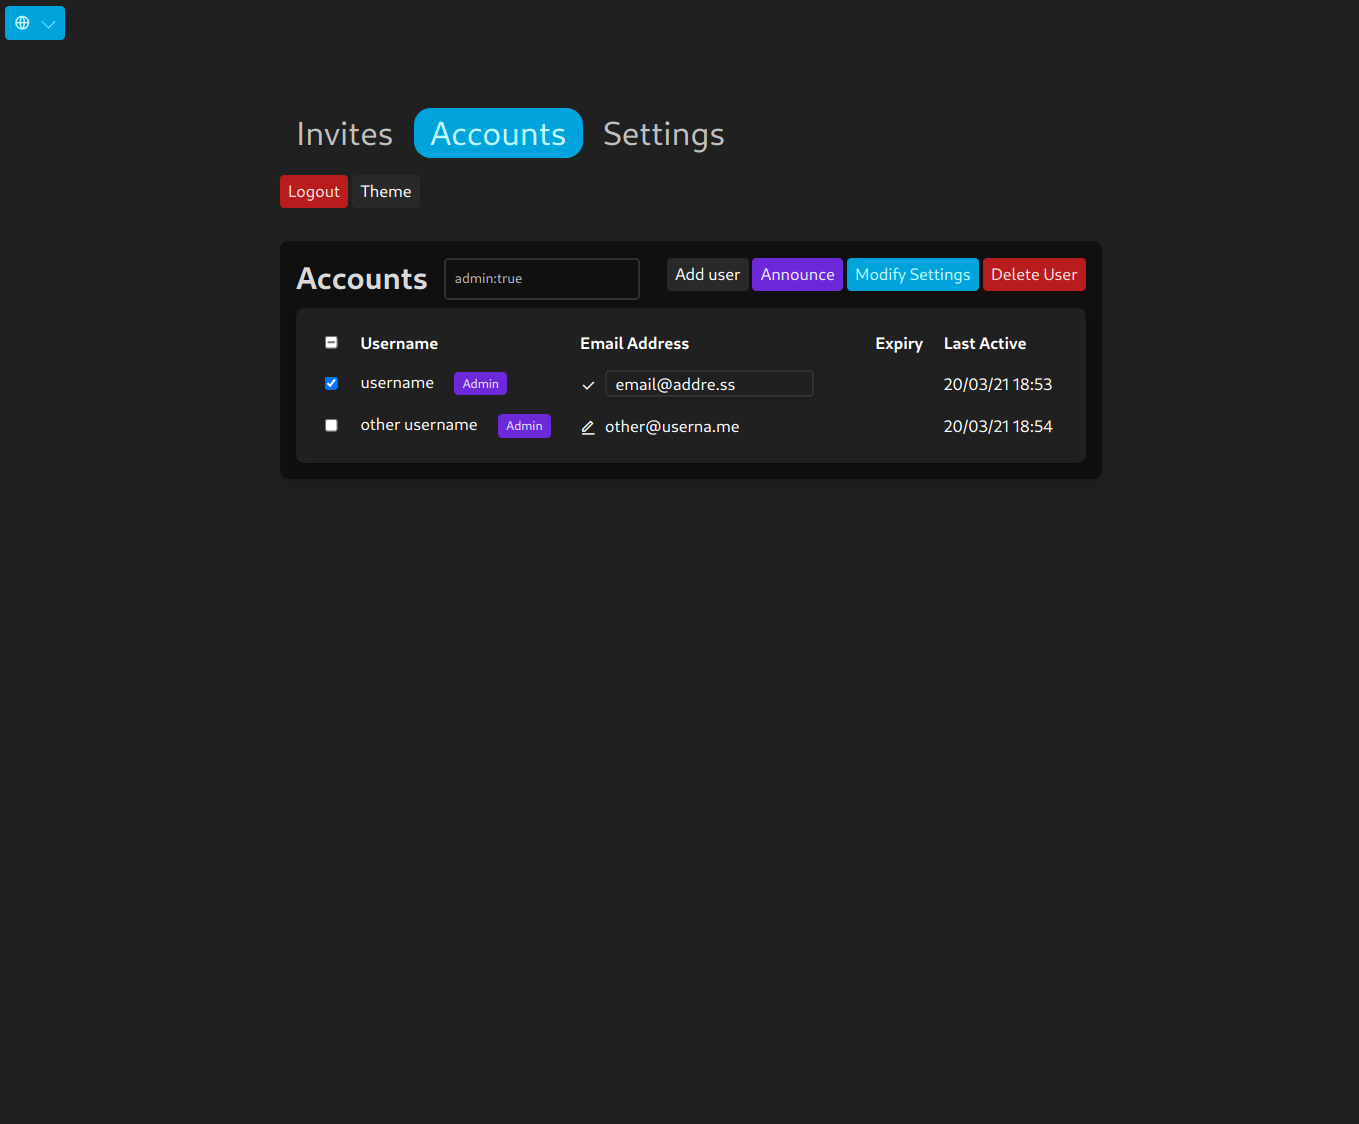 Invites Accounts Settings
Logout Theme
Accounts admin:true Add user Announce Modify Settings Delete User
Username Email Address Expiry Last Active
username Admin email@addre.ss 20/03/21 18:53
other username Admin other@userna.me 20/03/21 18:54